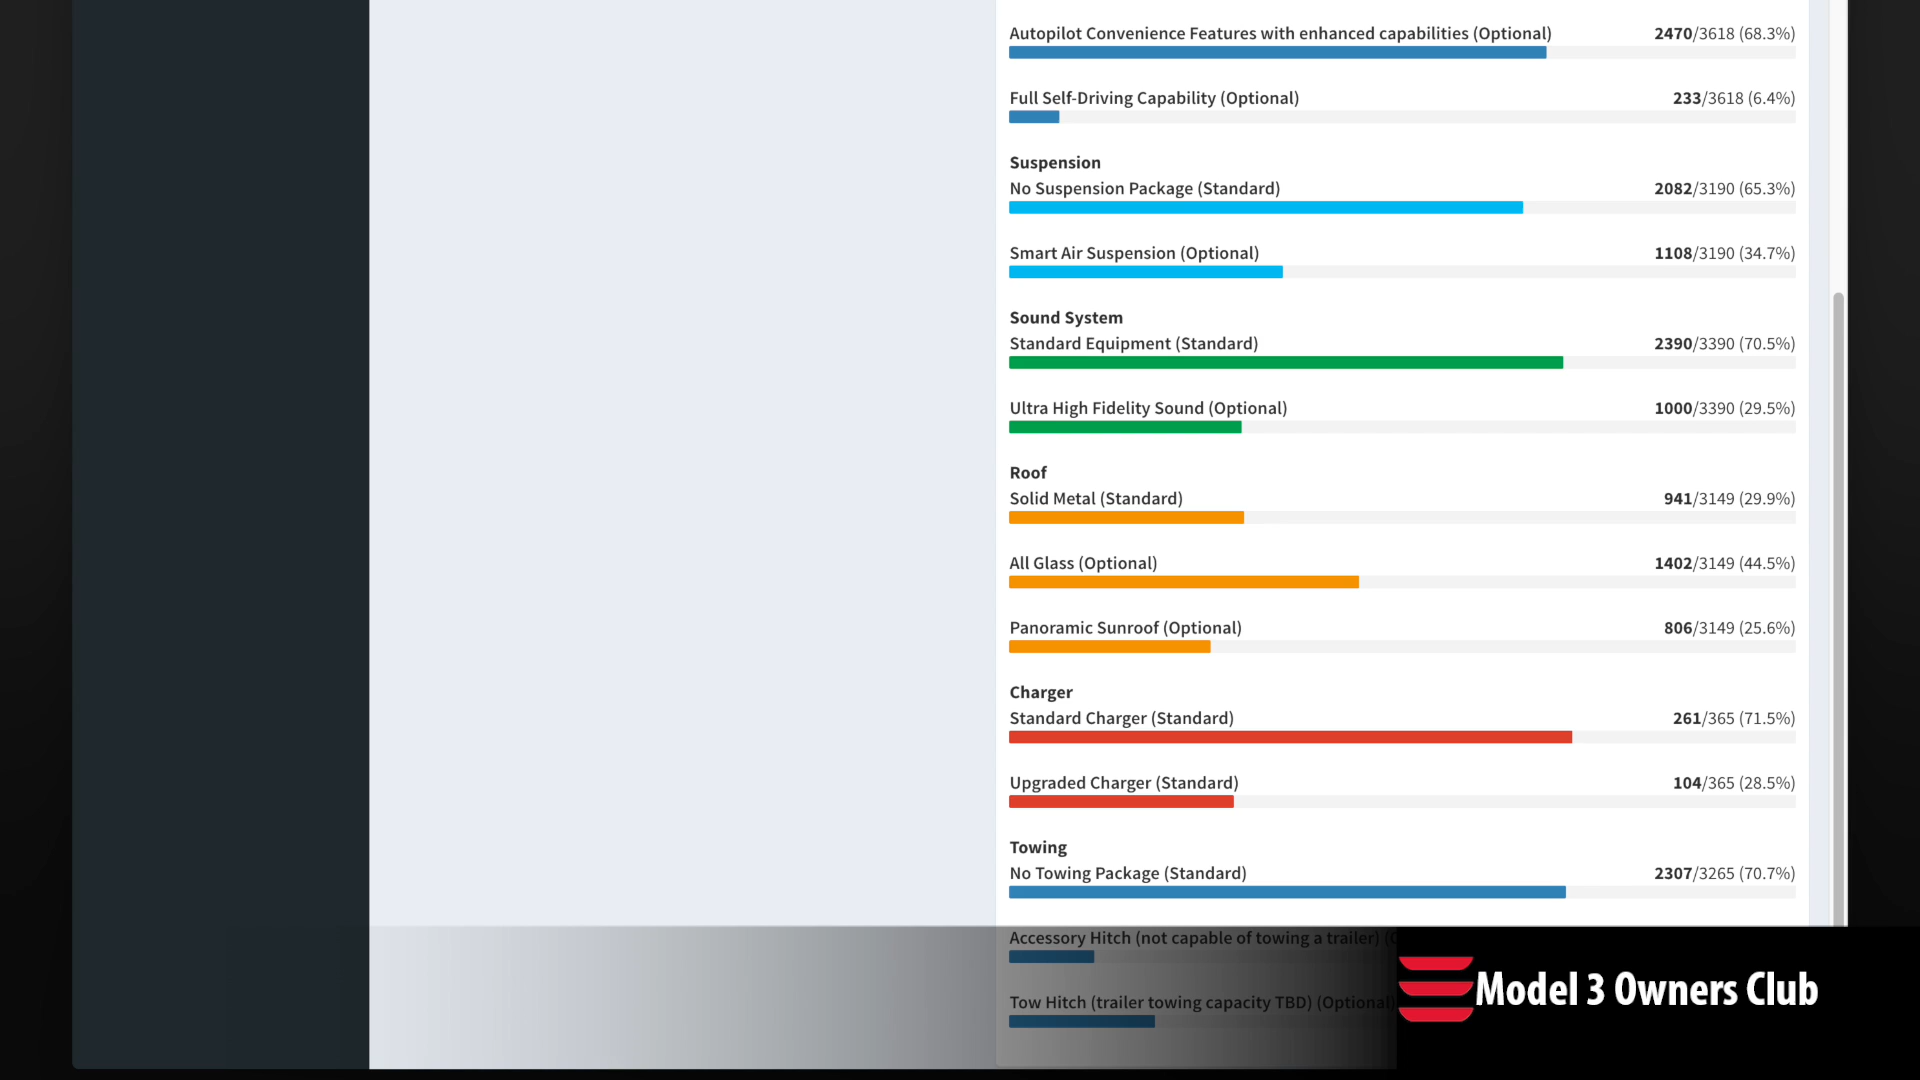 Autopilot Convenience Features with enhanced capabilities (Optional) 2470/3618 (68.3%)
Full Self-Driving Capability (Optional) 233/3618 (6.4%)
Suspension
No Suspension Package (Standard) 2082/3190 (65.3%)
Smart Air Suspension (Optional) 1108/3190 (34.7%)
Sound System
Standard Equipment (Standard) 2390/3390 (70.5%)
Ultra High Fidelity Sound (Optional) 1000/3390 (29.5%)
Roof
Solid Metal (Standard) 941/3149 (29.9%)
All Glass (Optional) 1402/3149 (44.5%)
Panoramic Sunroof (Optional) 806/3149 (25.6%)
Charger
Standard Charger (Standard) 261/365 (71.5%)
Upgraded Charger (Standard) 104/365 (28.5%)
Towing
No Towing Package (Standard) 2307/3265 (70.7%)
Accessory Hitch (not capable of towing a trailer)
Tow Hitch (trailer towing capacity TBD) (Optional)
Model 3 Owners Club